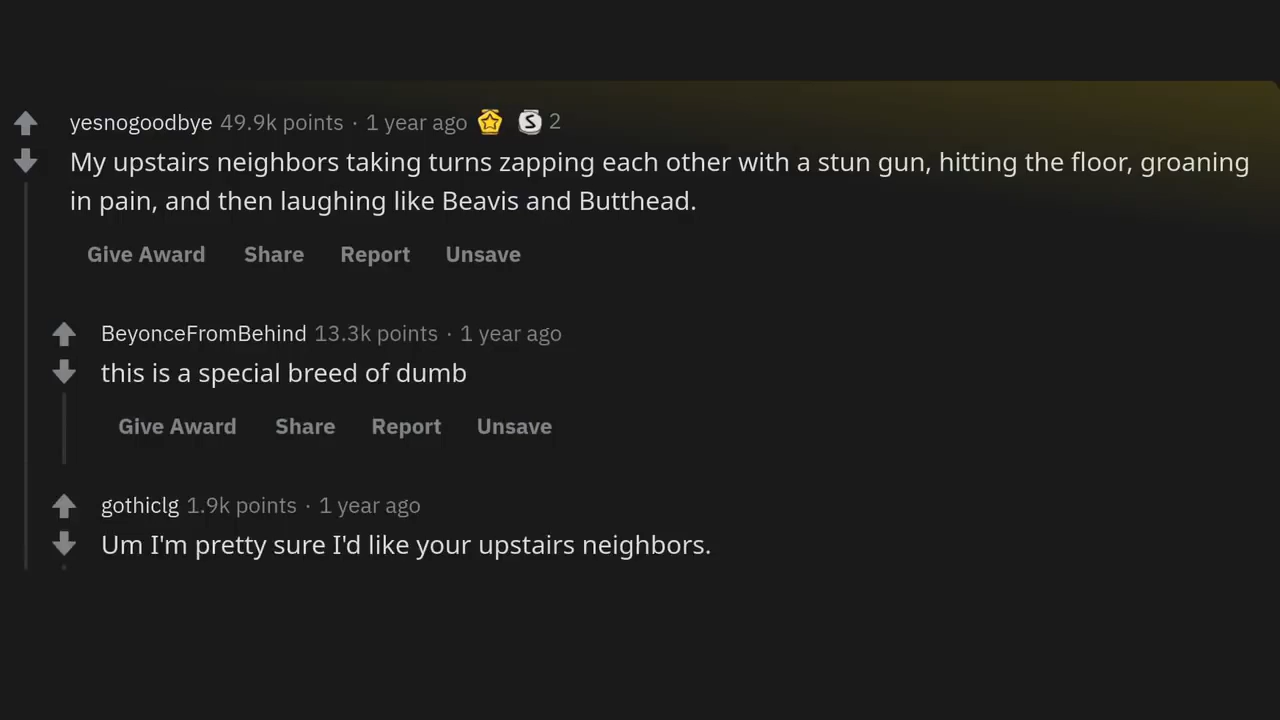 yesnogoodbye 49.9k points · 1 year ago 2
My upstairs neighbors taking turns zapping each other with a stun gun, hitting the floor, groaning
in pain, and then laughing like Beavis and Butthead.
Give Award Share Report Unsave
BeyonceFromBehind 13.3k points · 1 year ago
this is a special breed of dumb
Give Award Share Report Unsave
gothiclg 1.9k points · 1 year ago
Um I'm pretty sure I'd like your upstairs neighbors.